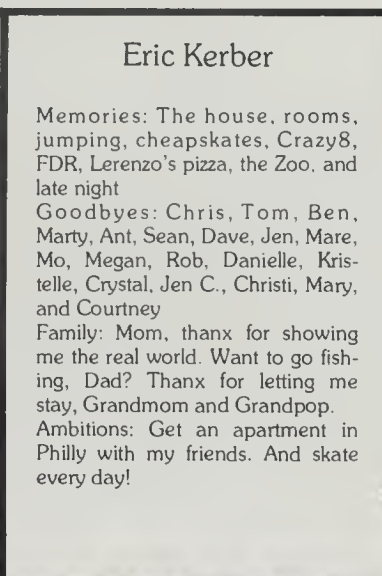 Eric Kerber
Memories: The house, rooms,
jumping, cheapskates, Crazy8,
FDR, Lerenzo's pizza, the Zoo, and
late night
Goodbyes: Chris, Tom, Ben,
Marty, Ant, Sean, Dave, Jen, Mare,
Mo, Megan, Rob, Danielle, Kris-
telle, Crystal, Jen C., Christi, Mary,
and Courtney
Family: Mom, thanx for showing
me the real world. Want to go fish-
ing, Dad? Thanx for letting me
stay, Grandmom and Grandpop.
Ambitions: Get an apartment in
Philly with my friends. And skate
every day!